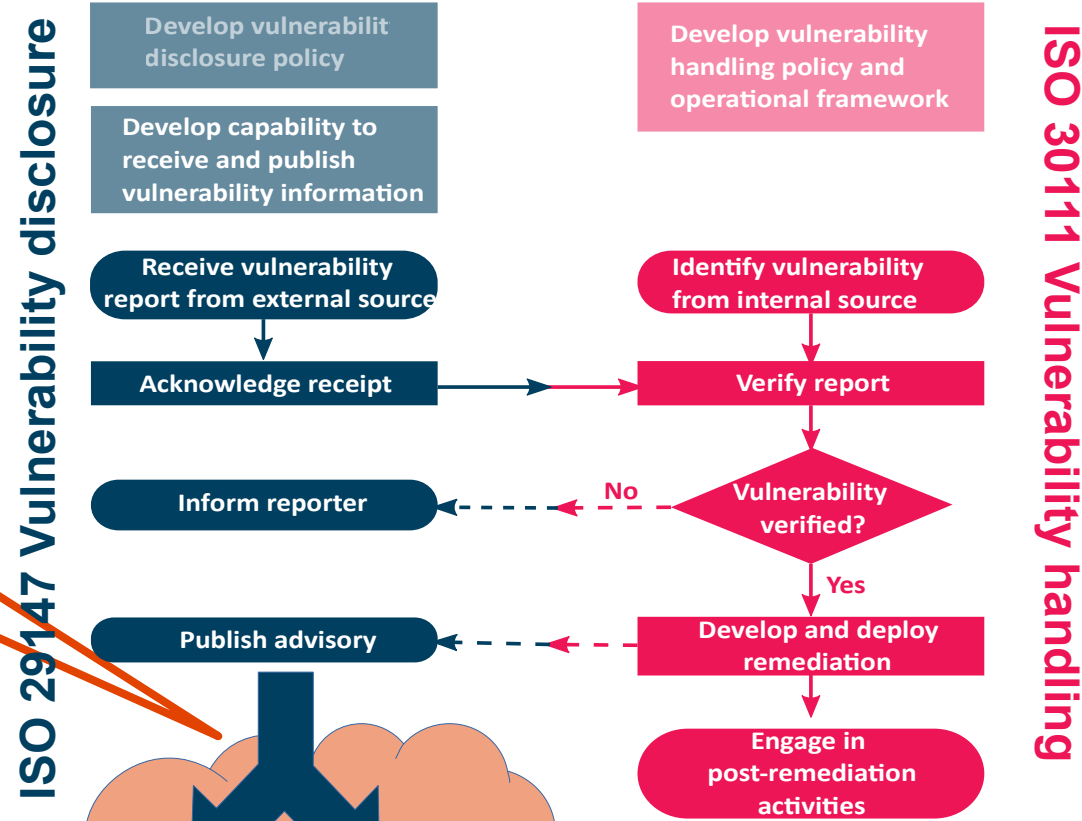 ISO 29147 Vulnerability disclosure
Develop vulnerabilit
disclosure policy
Develop capability to
receive and publish
vulnerability information
Receive vulnerability
report from external source
Acknowledge receipt
Inform reporter
Publish advisory
Develop vulnerability
handling policy and
operational framework
Identify vulnerability
from internal source
Verify report
Vulnerability
verified?
No
Yes
Develop and deploy
remediation
Engage in
post-remediation
activities
ISO 30111 Vulnerability handling